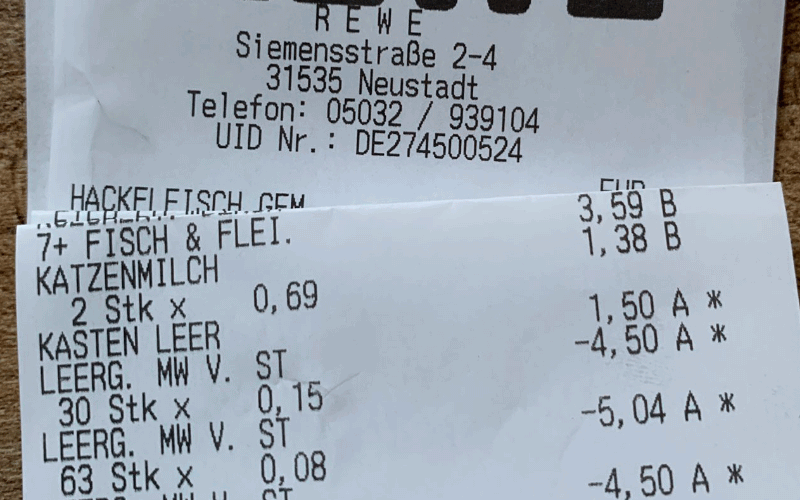 R E W E
Siemensstraße 2-4
31535 Neustadt
Telefon: 05032 / 939104
UID Nr.: DE274500524
EUR
HACKFLEISCH GEM
7+ FISCH & FLEI. 3,59 B
KATZENMILCH 1,38 B
2 Stk x 0,69
KASTEN LEER 1,50 A *
LEERG. MW V. ST -4,50 A *
30 Stk x 0,15
LEERG. MW V. ST -5,04 A *
63 Stk x 0,08
-4,50 A *